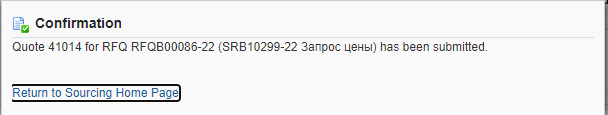 Confirmation
Quote 41014 for RFQ RFQB00086-22 (SRB10299-22 Запрос цены) has been submitted.
Return to Sourcing Home Page